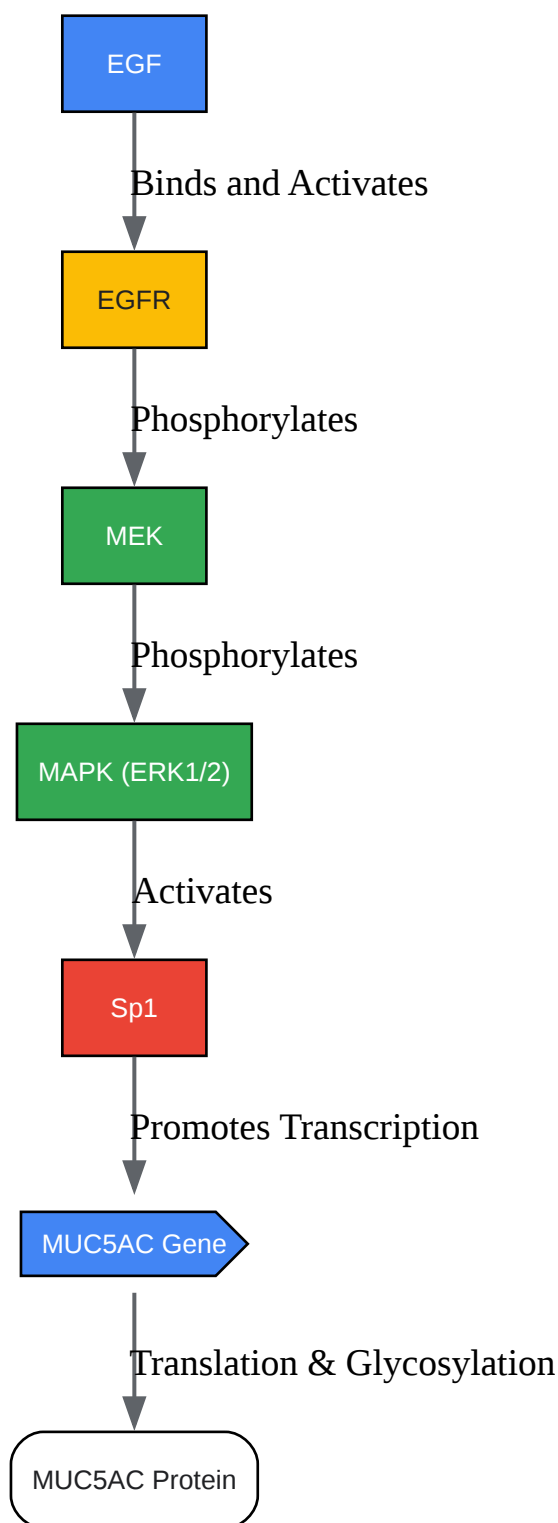 EGF
Binds and Activates
EGFR
Phosphorylates
MEK
Phosphorylates
MAPK (ERK1/2)
Activates
Sp1
Promotes Transcription
MUC5AC Gene
Translation & Glycosylation
MUC5AC Protein